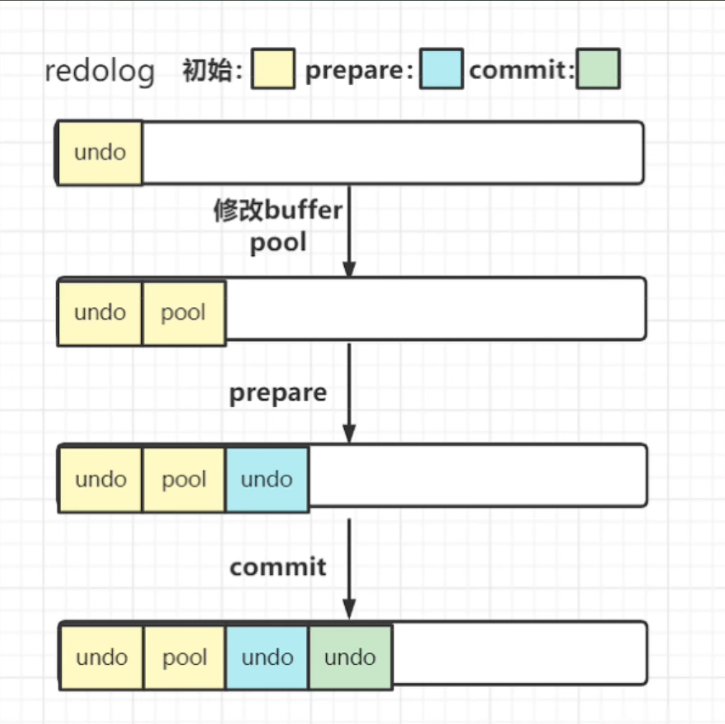 redolog 初始: prepare: commit:
undo
修改buffer
pool
undo pool
prepare
undo pool undo
commit
undo pool undo undo